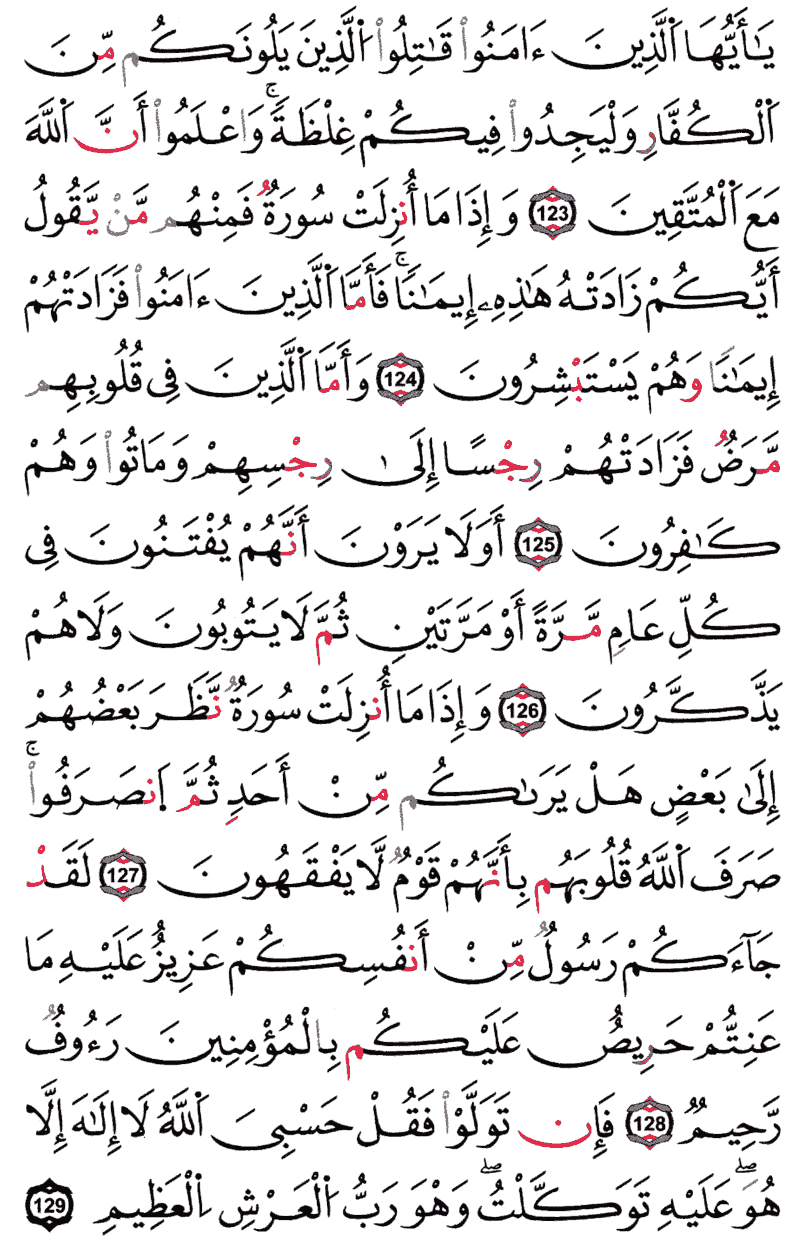 يَـٰٓأَيُّهَا ٱلَّذِينَ ءَامَنُوا۟ قَـٰتِلُوا۟ ٱلَّذِينَ يَلُونَكُم مِّنَ
ٱلْكُفَّارِ وَلْيَجِدُوا۟ فِيكُمْ غِلْظَةً ۚ وَٱعْلَمُوٓا۟ أَنَّ ٱللَّهَ
مَعَ ٱلْمُتَّقِينَ 123 وَإِذَا مَآ أُنزِلَتْ سُورَةٌ فَمِنْهُم مَّنْ يَّقُولُ
أَيُّكُمْ زَادَتْهُ هَـٰذِهِۦٓ إِيمَـٰنًا ۚ فَأَمَّا ٱلَّذِينَ ءَامَنُوا۟ فَزَادَتْهُمْ
إِيمَـٰنًا وَهُمْ يَسْتَبْشِرُونَ 124 وَأَمَّا ٱلَّذِينَ فِى قُلُوبِهِم
مَّرَضٌ فَزَادَتْهُمْ رِجْسًا إِلَىٰ رِجْسِهِمْ وَمَاتُوا۟ وَهُمْ
كَـٰفِرُونَ 125 أَوَلَا يَرَوْنَ أَنَّهُمْ يُفْتَنُونَ فِى
كُلِّ عَامٍ مَّرَّةً أَوْ مَرَّتَيْنِ ثُمَّ لَا يَتُوبُونَ وَلَا هُمْ
يَذَّكَّرُونَ 126 وَإِذَا مَآ أُنزِلَتْ سُورَةٌ نَّظَرَ بَعْضُهُمْ
إِلَىٰ بَعْضٍ هَلْ يَرَىٰكُم مِّنْ أَحَدٍ ثُمَّ ٱنصَرَفُوا۟ ۚ
صَرَفَ ٱللَّهُ قُلُوبَهُم بِأَنَّهُمْ قَوْمٌ لَّا يَفْقَهُونَ 127 لَقَدْ
جَآءَكُمْ رَسُولٌ مِّنْ أَنفُسِكُمْ عَزِيزٌ عَلَيْهِ مَا
عَنِتُّمْ حَرِيصٌ عَلَيْكُم بِٱلْمُؤْمِنِينَ رَءُوفٌ
رَّحِيمٌ 128 فَإِن تَوَلَّوْا۟ فَقُلْ حَسْبِىَ ٱللَّهُ لَآ إِلَـٰهَ إِلَّا
هُوَ ۖ عَلَيْهِ تَوَكَّلْتُ ۖ وَهُوَ رَبُّ ٱلْعَرْشِ ٱلْعَظِيمِ 129